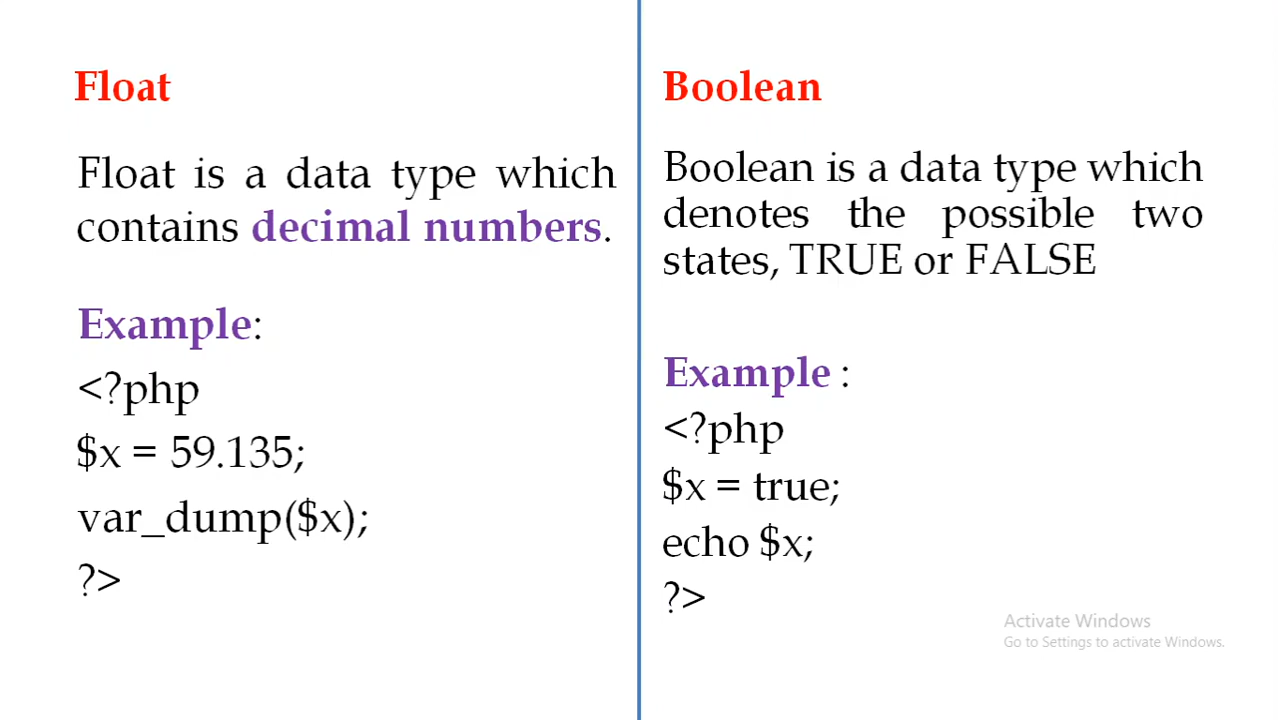 Float
Float is a data type which
contains decimal numbers.
Example:
<?php
$x = 59.135;
var_dump($x);
?>
Boolean
Boolean is a data type which
denotes the possible two
states, TRUE or FALSE
Example :
<?php
$x = true;
echo $x;
?>
Activate Windows
Go to Settings to activate Windows.